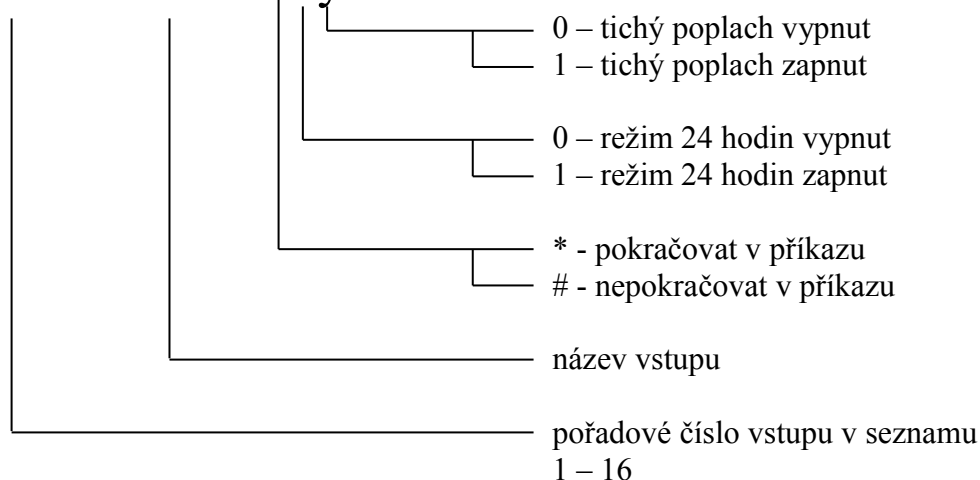 0 – tichý poplach vypnut
1 – tichý poplach zapnut
0 – režim 24 hodin vypnut
1 – režim 24 hodin zapnut
* - pokračovat v příkazu
# - nepokračovat v příkazu
název vstupu
pořadové číslo vstupu v seznamu
1 – 16